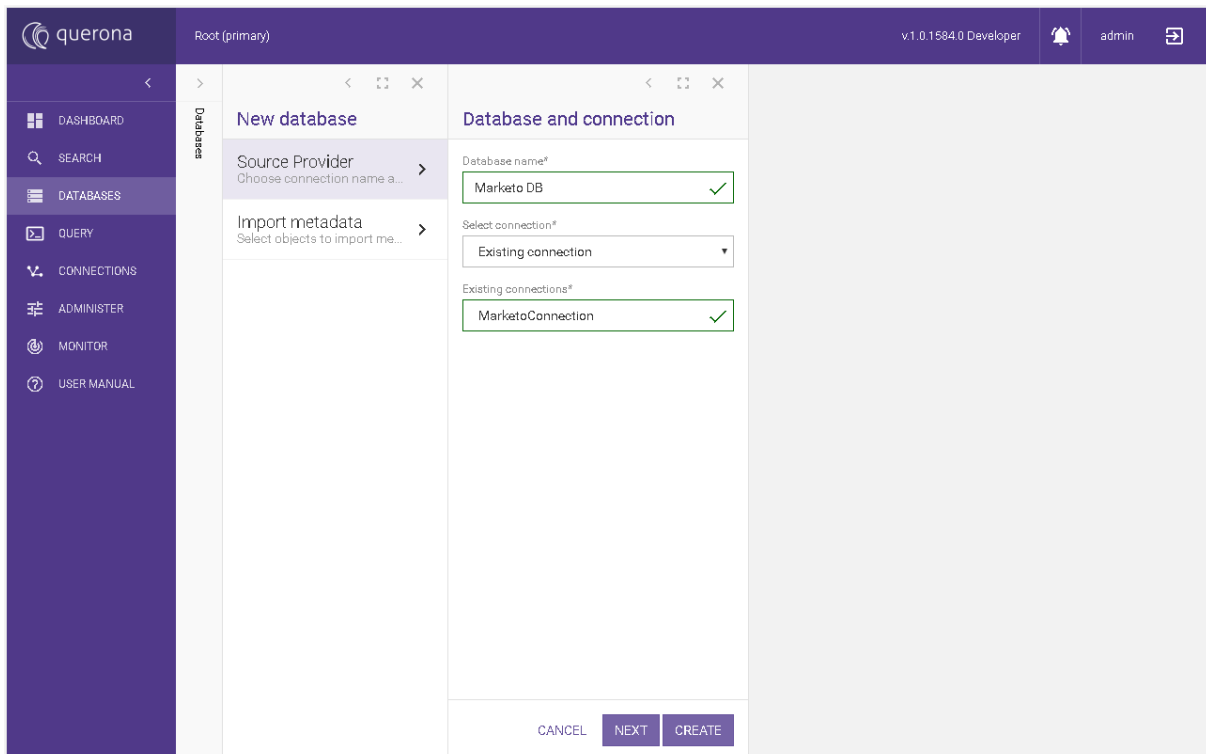 querona
Root (primary)
v.1.0.1584.0 Developer
admin
DASHBOARD
SEARCH
DATABASES
QUERY
CONNECTIONS
ADMINISTER
MONITOR
USER MANUAL
Databases
New database
Source Provider
Choose connection name a...
Import metadata
Select objects to import me...
Database and connection
Database name*
Marketo DB
Select connection*
Existing connection
Existing connections*
MarketoConnection
CANCEL
NEXT
CREATE